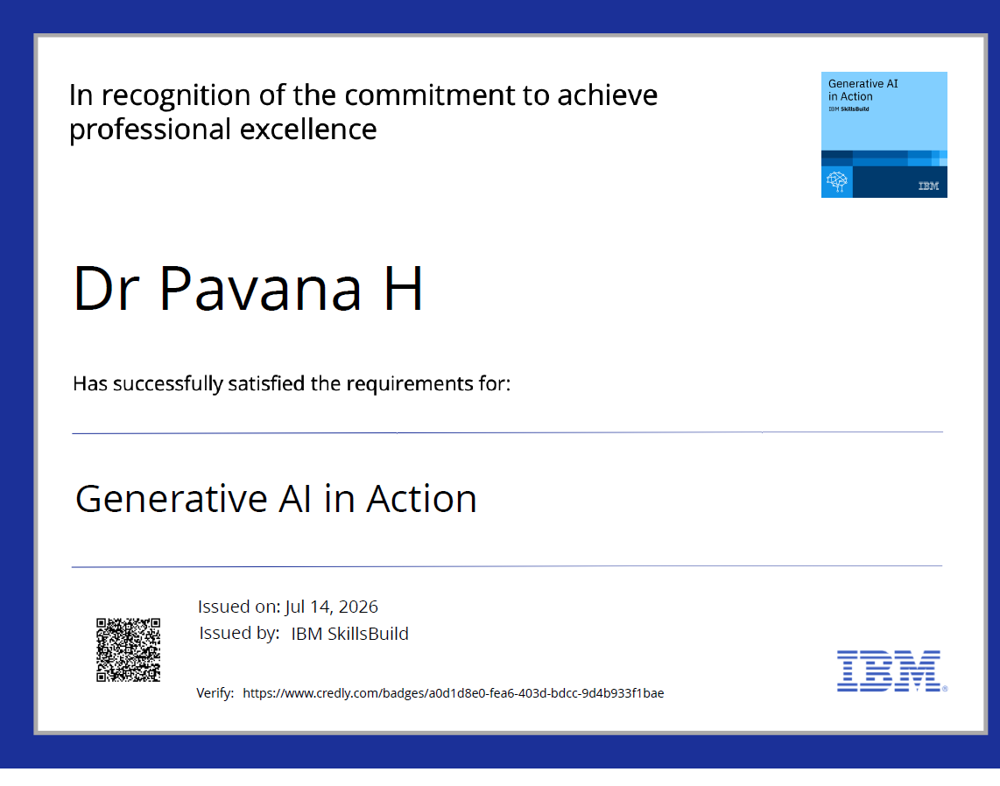 In recognition of the commitment to achieve
professional excellence
Generative AI
in Action
IBM SkillsBuild
IBM
Dr Pavana H
Has successfully satisfied the requirements for:
Generative AI in Action
Issued on: Jul 14, 2026
Issued by: IBM SkillsBuild
Verify: https://www.credly.com/badges/a0d1d8e0-fea6-403d-bdcc-9d4b933f1bae
IBM®